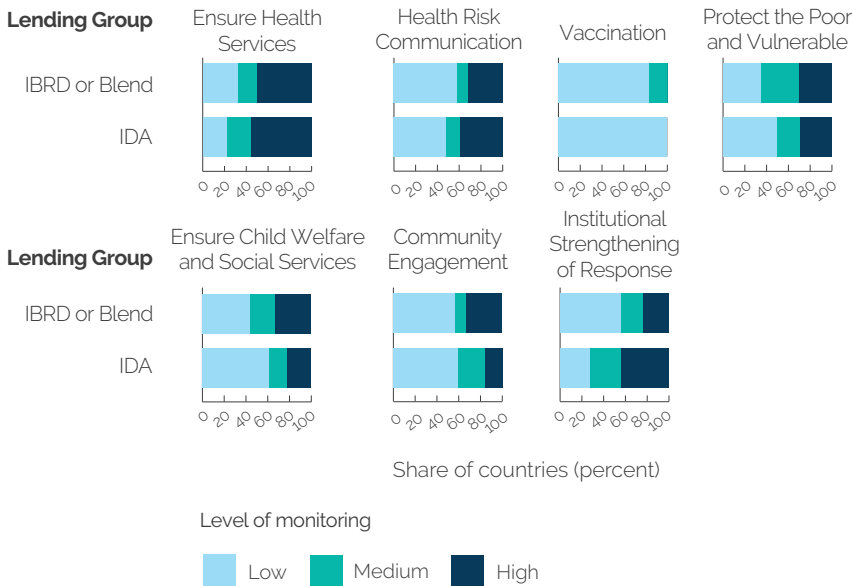 Lending Group
Ensure Health
Services
Health Risk
Communication
Vaccination
Protect the Poor
and Vulnerable
IBRD or Blend
IDA
0 20 40 60 80 100
0 20 40 60 80 100
0 20 40 60 80 100
0 20 40 60 80 100
Lending Group
Ensure Child Welfare
and Social Services
Community
Engagement
Institutional
Strengthening
of Response
IBRD or Blend
IDA
0 20 40 60 80 100
0 20 40 60 80 100
0 20 40 60 80 100
Share of countries (percent)
Level of monitoring
Low Medium High